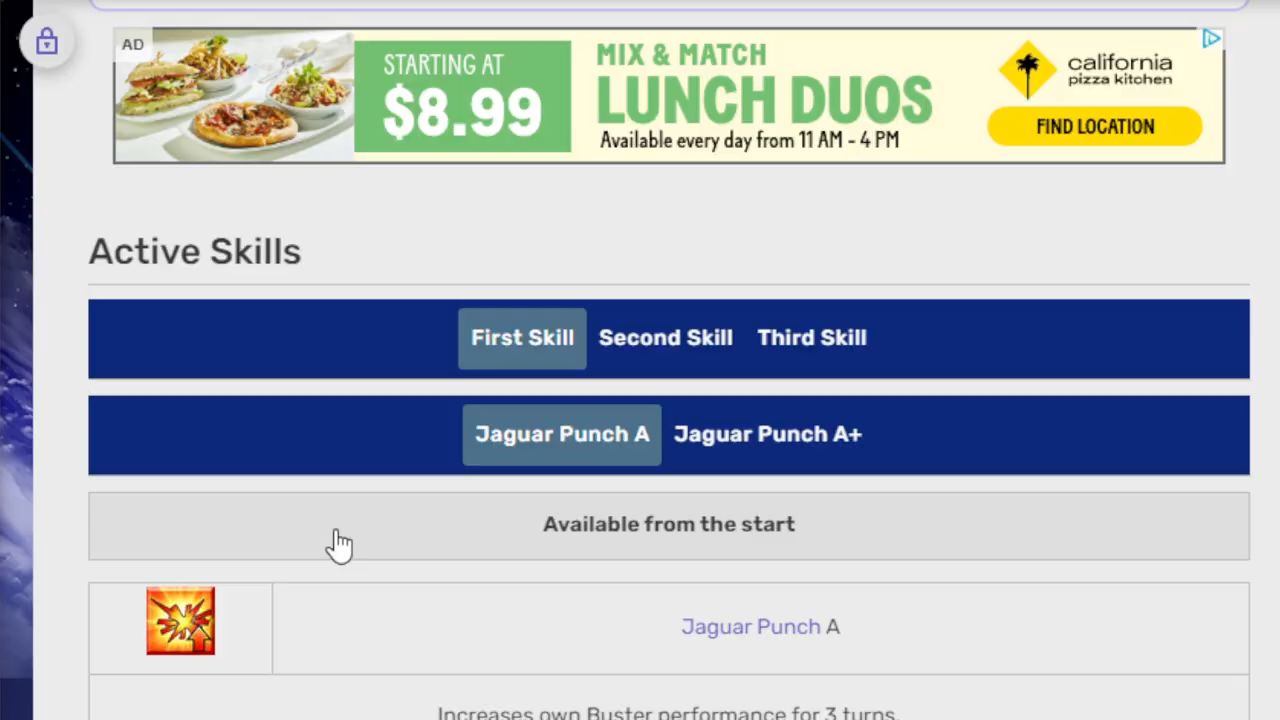 AD
STARTING AT
$8.99
MIX & MATCH
LUNCH DUOS
Available every day from 11 AM - 4 PM
california
pizza kitchen
FIND LOCATION
Active Skills
First Skill Second Skill Third Skill
Jaguar Punch A Jaguar Punch A+
Available from the start
Jaguar Punch A
Increases own Buster performance for 3 turns.